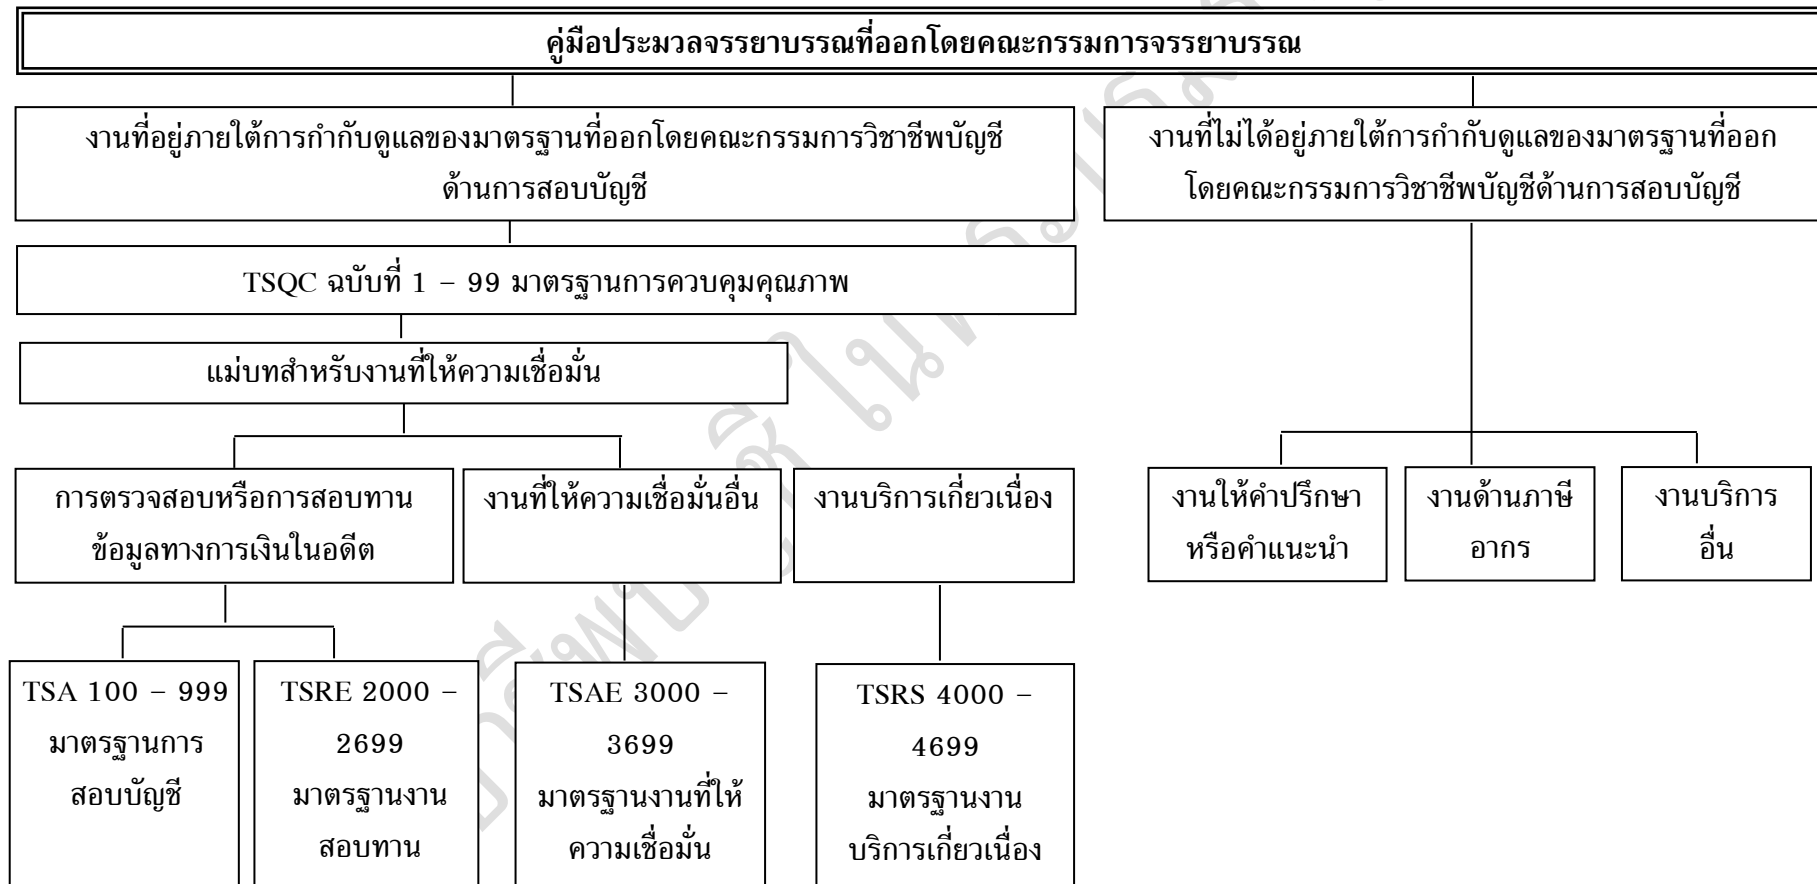 คู่มือประมวลจรรยาบรรณที่ออกโดยคณะกรรมการจรรยาบรรณ
งานที่อยู่ภายใต้การกำกับดูแลของมาตรฐานที่ออกโดยคณะกรรมการวิชาชีพบัญชี
ด้านการสอบบัญชี
งานที่ไม่ได้อยู่ภายใต้การกำกับดูแลของมาตรฐานที่ออก
โดยคณะกรรมการวิชาชีพบัญชีด้านการสอบบัญชี
TSQC ฉบับที่ 1 – 99 มาตรฐานการควบคุมคุณภาพ
แม่บทสำหรับงานที่ให้ความเชื่อมั่น
การตรวจสอบหรือการสอบทาน
ข้อมูลทางการเงินในอดีต
งานที่ให้ความเชื่อมั่นอื่น
งานบริการเกี่ยวเนื่อง
งานให้คำปรึกษา
หรือคำแนะนำ
งานด้านภาษี
อากร
งานบริการ
อื่น
TSA 100 – 999
มาตรฐานการ
สอบบัญชี
TSRE 2000 –
2699
มาตรฐานงาน
สอบทาน
TSAE 3000 –
3699
มาตรฐานงานที่ให้
ความเชื่อมั่น
TSRS 4000 –
4699
มาตรฐานงาน
บริการเกี่ยวเนื่อง